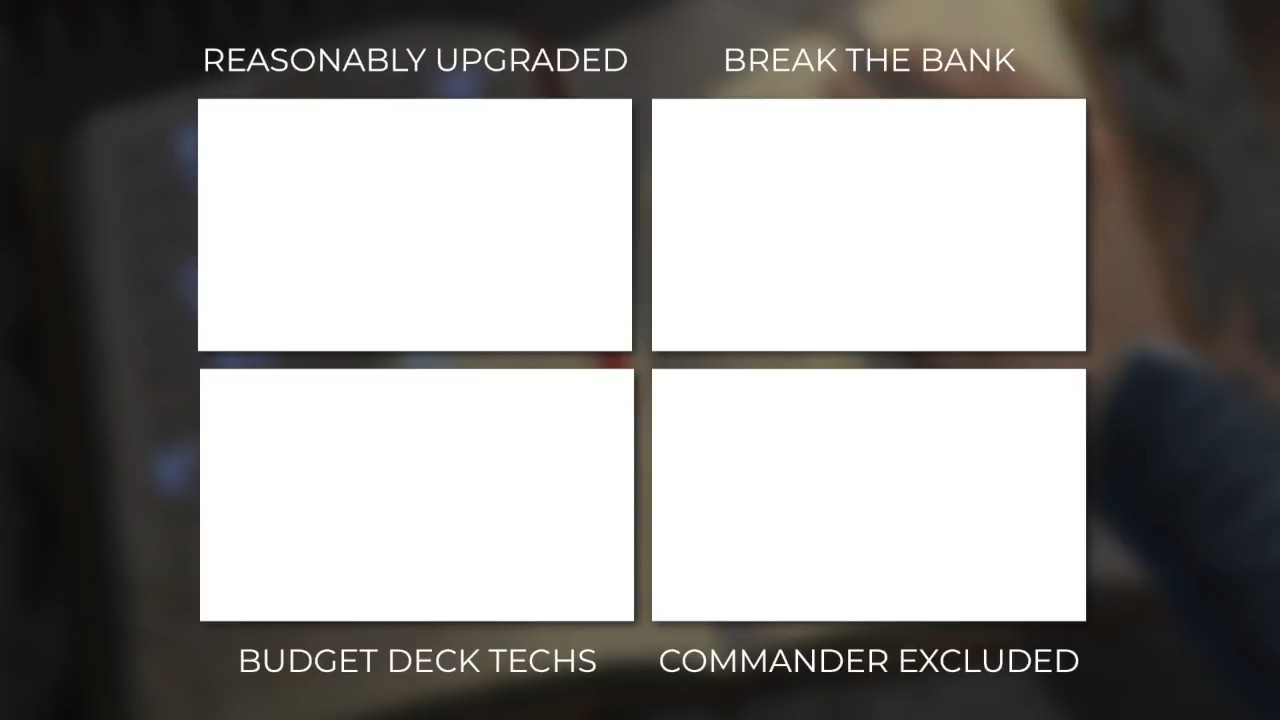 REASONABLY UPGRADED
BREAK THE BANK
BUDGET DECK TECHS
COMMANDER EXCLUDED